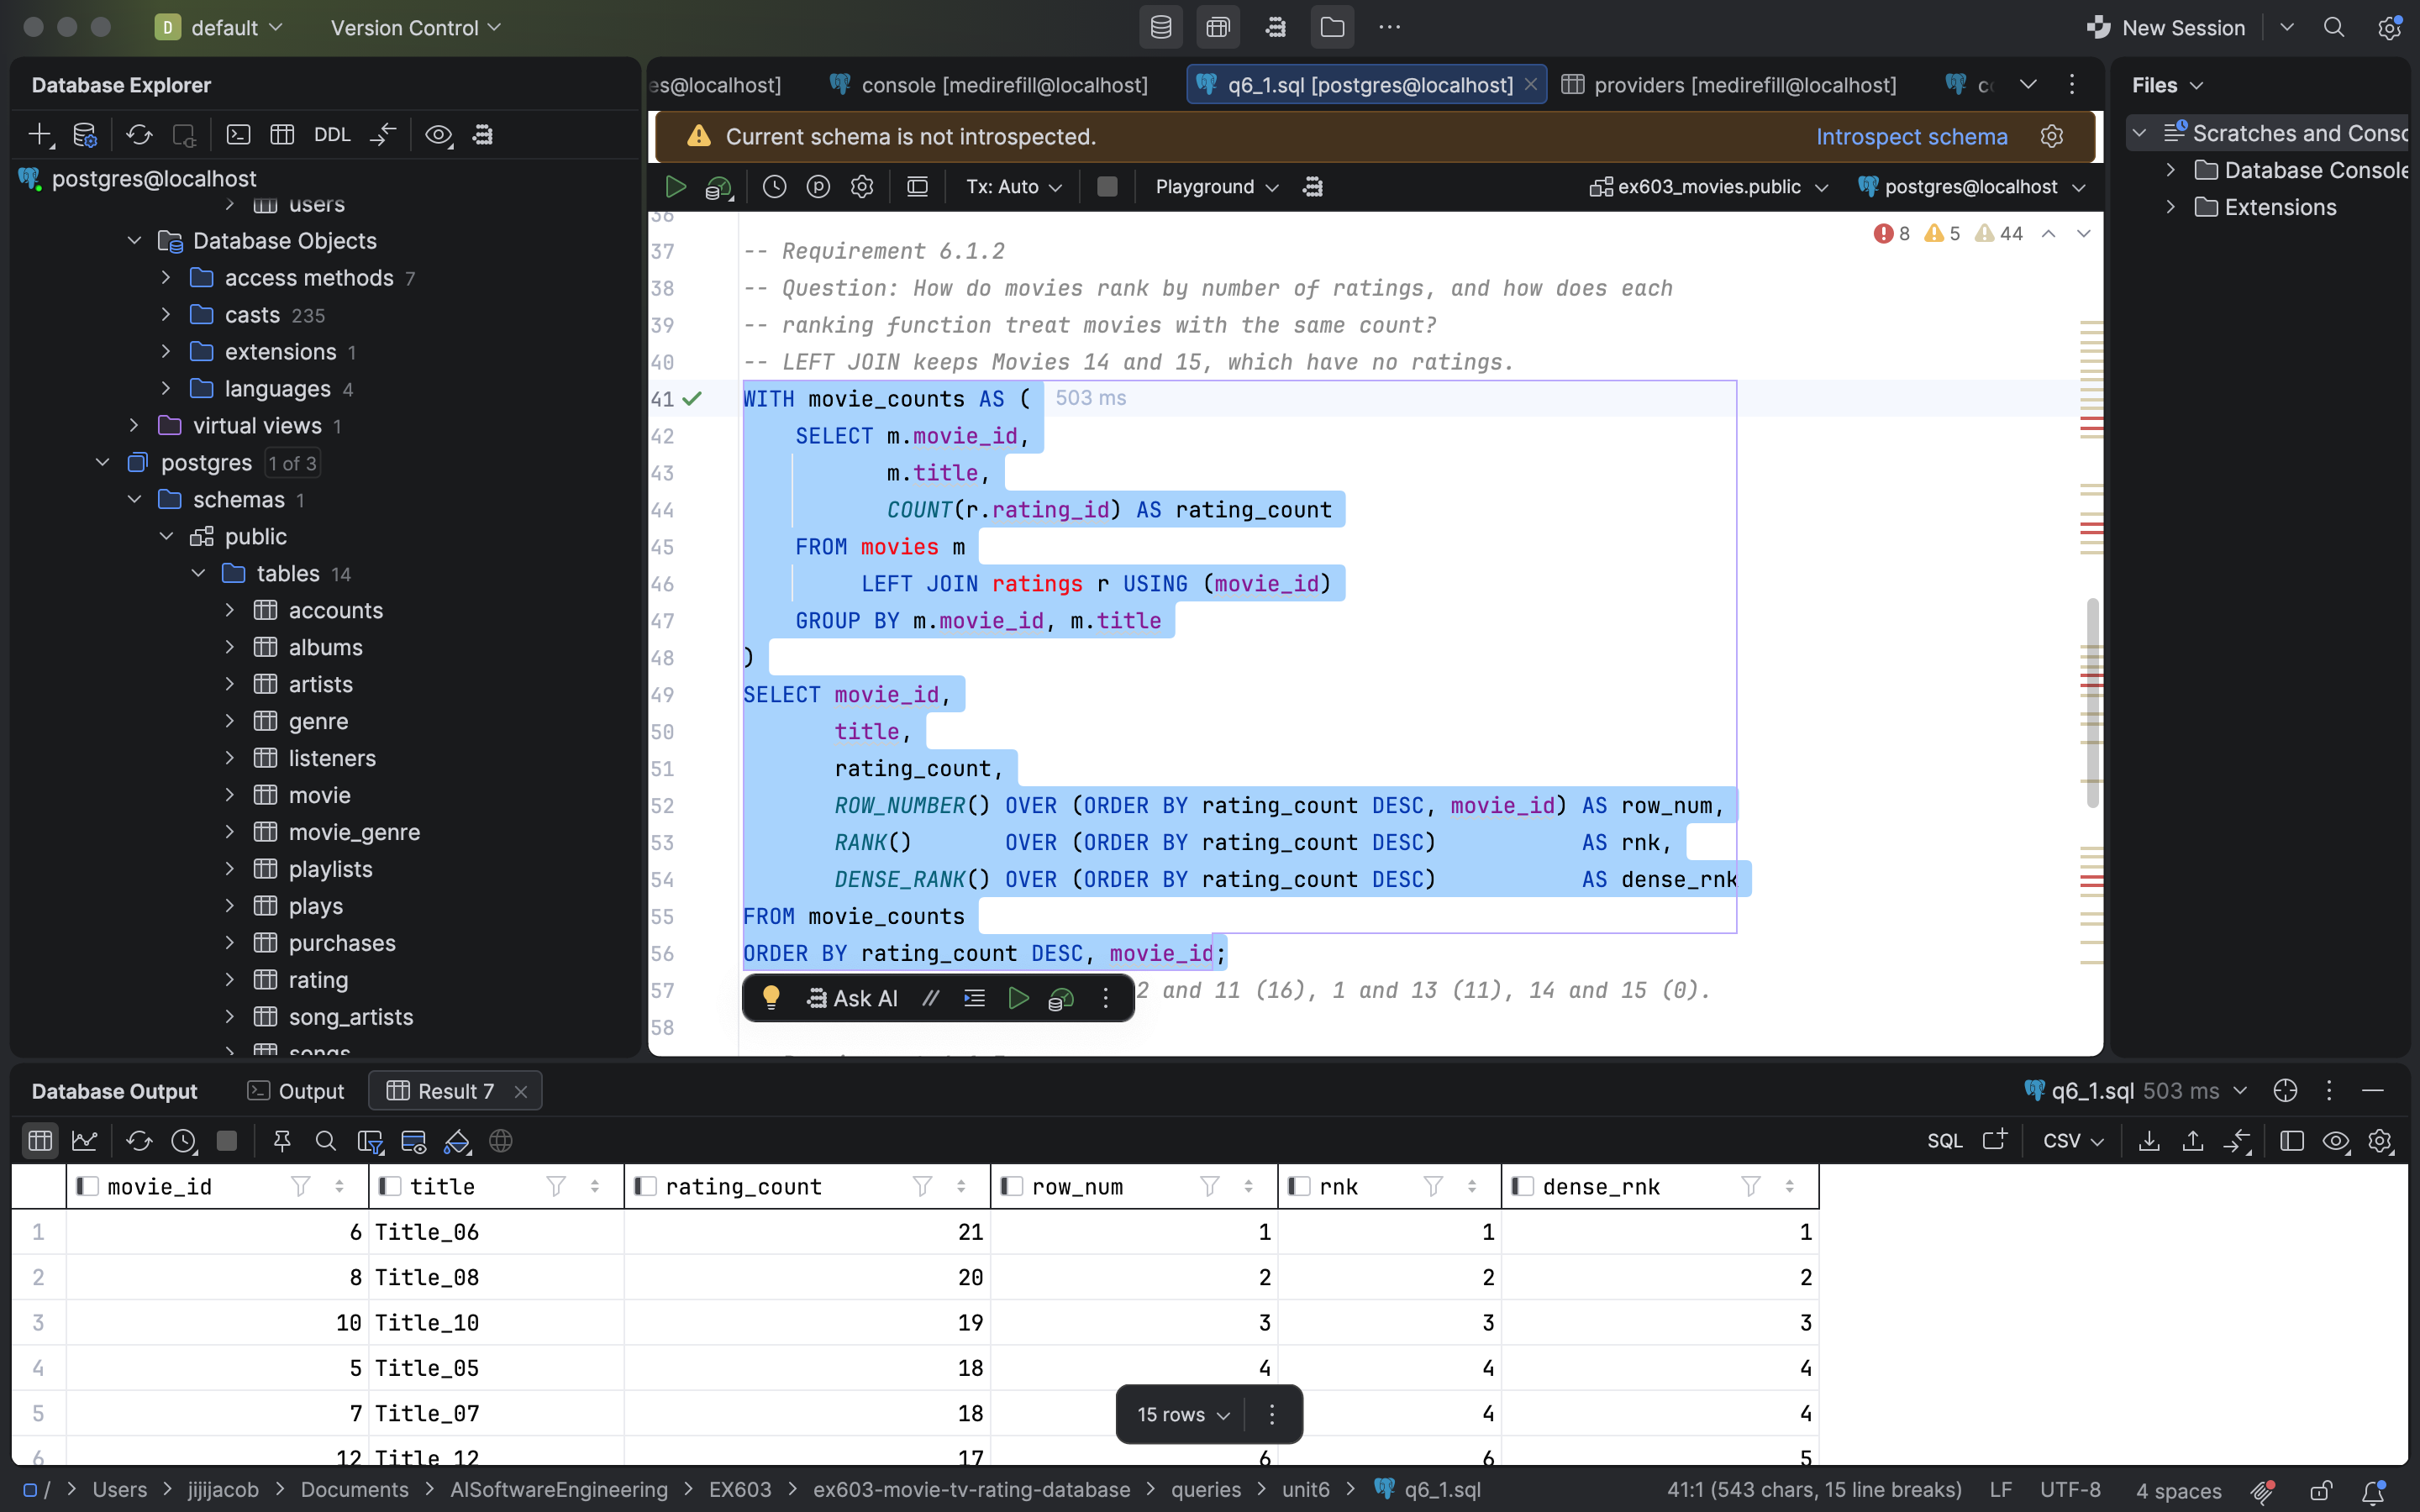 D default
Version Control
New Session
Database Explorer
es@localhost]
console [medirefill@localhost]
q6_1.sql [postgres@localhost]
providers [medirefill@localhost]
Files
DDL
Current schema is not introspected.
Introspect schema
Scratches and Conso
Database Console
Extensions
postgres@localhost
Tx: Auto
Playground
ex603_movies.public
postgres@localhost
users
Database Objects
access methods 7
casts 235
extensions 1
languages 4
virtual views 1
postgres 1 of 3
schemas 1
public
tables 14
accounts
albums
artists
genre
listeners
movie
movie_genre
playlists
plays
purchases
rating
song_artists
songs
8 5 44
36
37 -- Requirement 6.1.2
38 -- Question: How do movies rank by number of ratings, and how does each
39 -- ranking function treat movies with the same count?
40 -- LEFT JOIN keeps Movies 14 and 15, which have no ratings.
41 WITH movie_counts AS ( 503 ms
42 SELECT m.movie_id,
43 m.title,
44 COUNT(r.rating_id) AS rating_count
45 FROM movies m
46 LEFT JOIN ratings r USING (movie_id)
47 GROUP BY m.movie_id, m.title
48 )
49 SELECT movie_id,
50 title,
51 rating_count,
52 ROW_NUMBER() OVER (ORDER BY rating_count DESC, movie_id) AS row_num,
53 RANK() OVER (ORDER BY rating_count DESC) AS rnk,
54 DENSE_RANK() OVER (ORDER BY rating_count DESC) AS dense_rnk
55 FROM movie_counts
56 ORDER BY rating_count DESC, movie_id;
57 2 and 11 (16), 1 and 13 (11), 14 and 15 (0).
58
Ask AI
Database Output
Output
Result 7
q6_1.sql 503 ms
SQL
CSV
movie_id title rating_count row_num rnk dense_rnk
1 6 Title_06 21 1 1 1
2 8 Title_08 20 2 2 2
3 10 Title_10 19 3 3 3
4 5 Title_05 18 4 4 4
5 7 Title_07 18 4 4
6 12 Title_12 17 6 6 5
15 rows
/ Users jijijacob Documents AISoftwareEngineering EX603 ex603-movie-tv-rating-database queries unit6 q6_1.sql
41:1 (543 chars, 15 line breaks) LF UTF-8 4 spaces